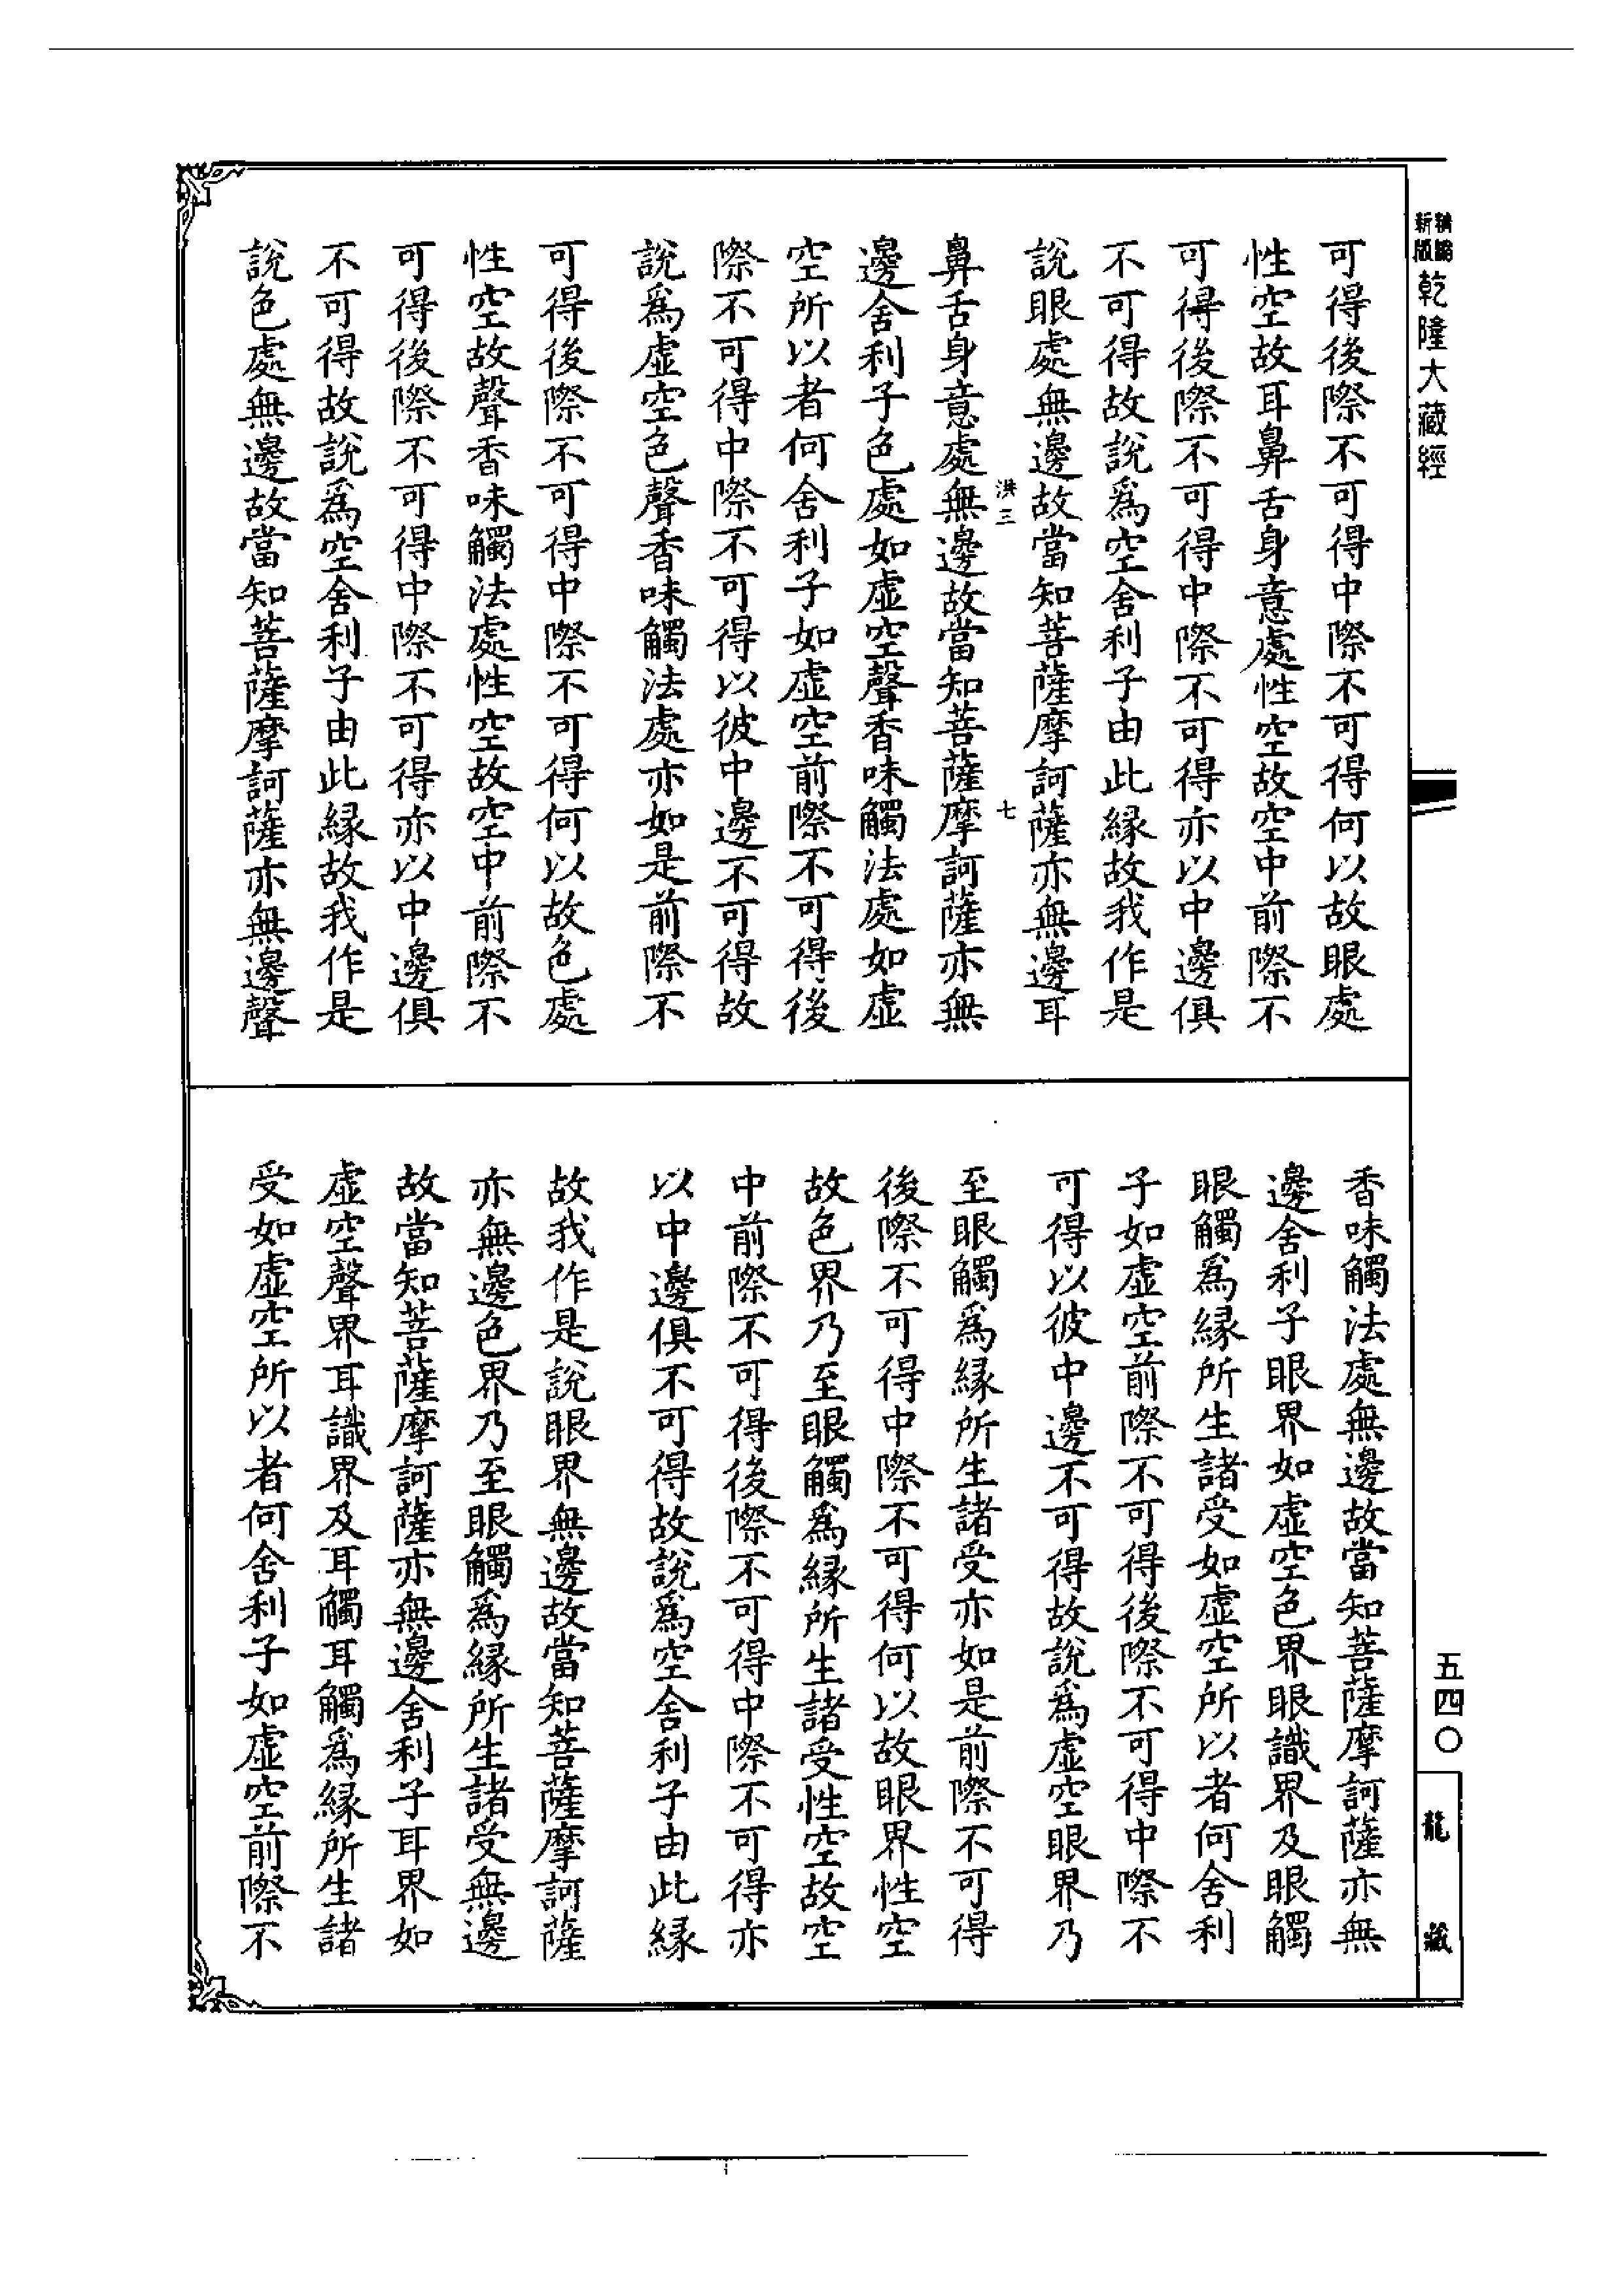 精縮
新版
乾隆大藏經
可得後際不可得中際不可得何以故眼處
性空故耳鼻舌身意處性空故空中前際不
可得後際不可得中際不可得亦以中邊俱
不可得故說爲空舍利子由此緣故我作是
說眼處無邊故當知菩薩摩訶薩亦無邊耳
洪三 七
鼻舌身意處無邊故當知菩薩摩訶薩亦無
邊舍利子色處如虛空聲香味觸法處如虛
空所以者何舍利子如虛空前際不可得後
際不可得中際不可得以彼中邊不可得故
說爲虛空色聲香味觸法處亦如是前際不
可得後際不可得中際不可得何以故色處
性空故聲香味觸法處性空故空中前際不
可得後際不可得中際不可得亦以中邊俱
不可得故說爲空舍利子由此緣故我作是
說色處無邊故當知菩薩摩訶薩亦無邊聲
香味觸法處無邊故當知菩薩摩訶薩亦無
邊舍利子眼界如虛空色界眼識界及眼觸
眼觸爲緣所生諸受如虛空所以者何舍利
子如虛空前際不可得後際不可得中際不
可得以彼中邊不可得故說爲虛空眼界乃
至眼觸爲緣所生諸受亦如是前際不可得
後際不可得中際不可得何以故眼界性空
故色界乃至眼觸爲緣所生諸受性空故空
中前際不可得後際不可得中際不可得亦
以中邊俱不可得故說爲空舍利子由此緣
故我作是說眼界無邊故當知菩薩摩訶薩
亦無邊色界乃至眼觸爲緣所生諸受無邊
故當知菩薩摩訶薩亦無邊舍利子耳界如
虛空聲界耳識界及耳觸耳觸爲緣所生諸
受如虛空所以者何舍利子如虛空前際不
五四〇
龍藏